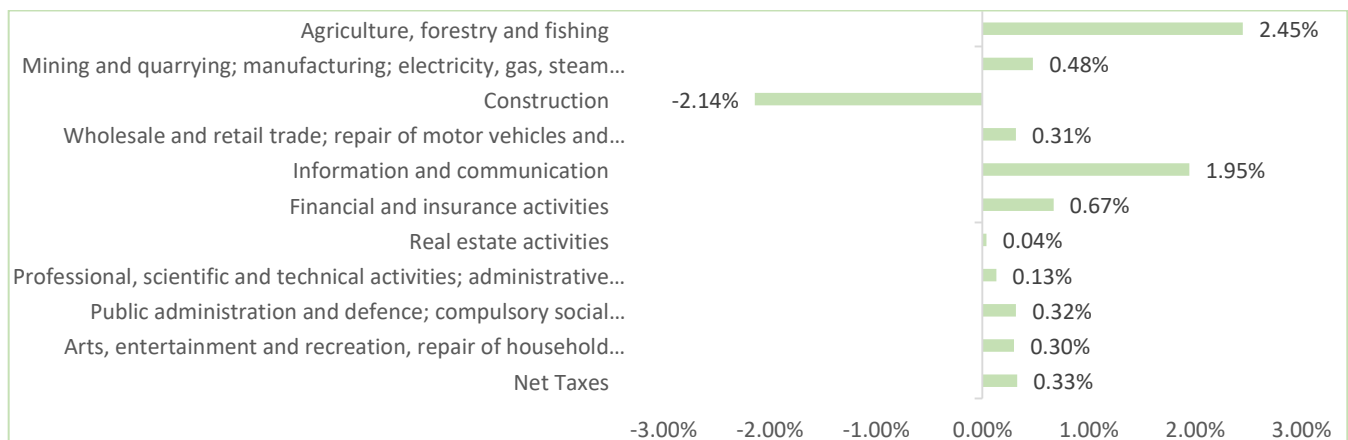 Agriculture, forestry and fishing 2.45%
Mining and quarrying; manufacturing; electricity, gas, steam... 0.48%
Construction -2.14%
Wholesale and retail trade; repair of motor vehicles and... 0.31%
Information and communication 1.95%
Financial and insurance activities 0.67%
Real estate activities 0.04%
Professional, scientific and technical activities; administrative... 0.13%
Public administration and defence; compulsory social... 0.32%
Arts, entertainment and recreation, repair of household... 0.30%
Net Taxes 0.33%
-3.00% -2.00% -1.00% 0.00% 1.00% 2.00% 3.00%